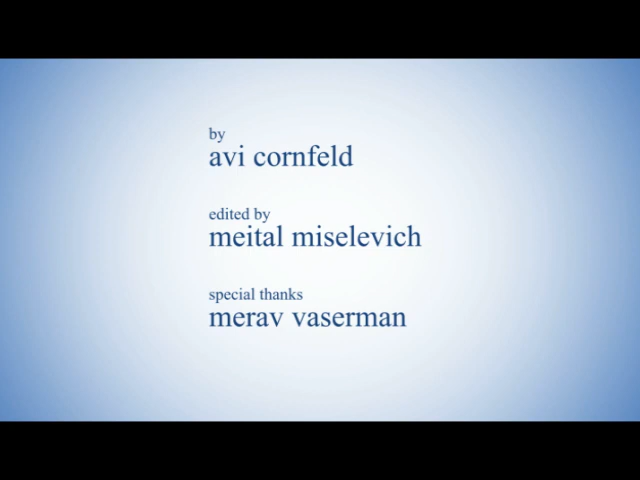 by
avi cornfeld
edited by
meital miselevich
special thanks
merav vaserman